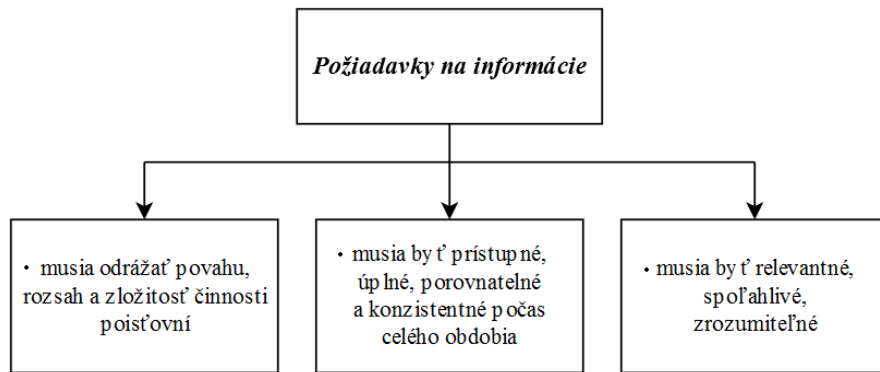 Požiadavky na informácie
• musia odrážať povahu,
rozsah a zložitosť činnosti
poisťovní
• musia byť prístupné,
úplné, porovnatelné
a konzistentné počas
celého obdobia
• musia byť relevantné,
spoľahlivé,
zrozumiteľné